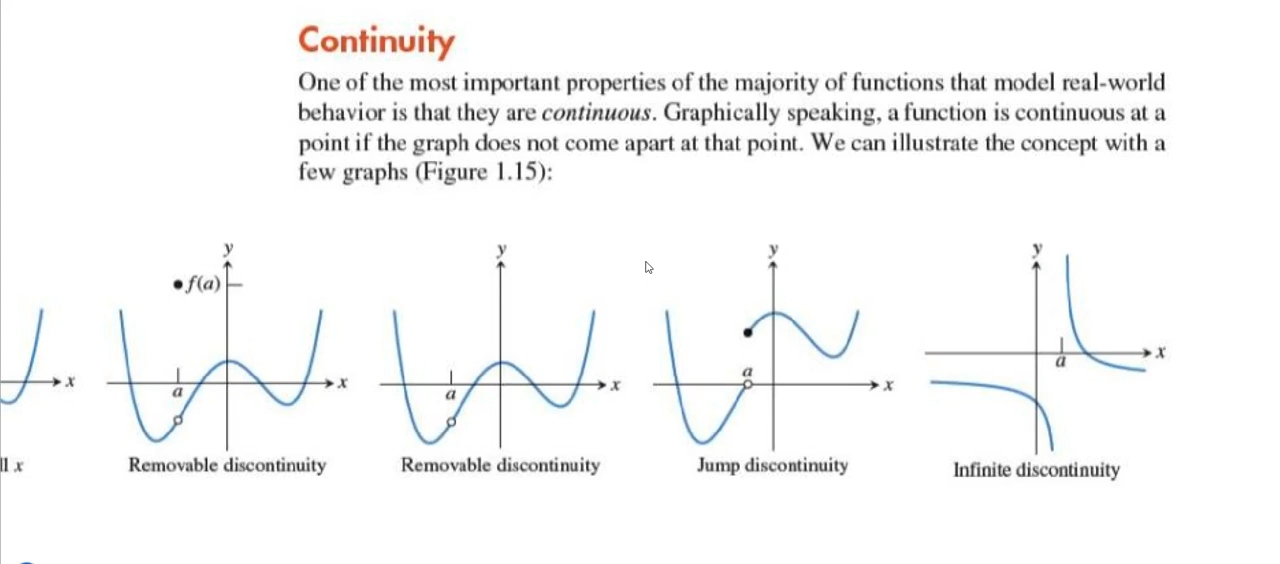 Continuity
One of the most important properties of the majority of functions that model real-world
behavior is that they are continuous. Graphically speaking, a function is continuous at a
point if the graph does not come apart at that point. We can illustrate the concept with a
few graphs (Figure 1.15):
x
ll x
y
f(a)
a
x
Removable discontinuity
y
a
x
Removable discontinuity
y
a
x
Jump discontinuity
y
a
x
Infinite discontinuity